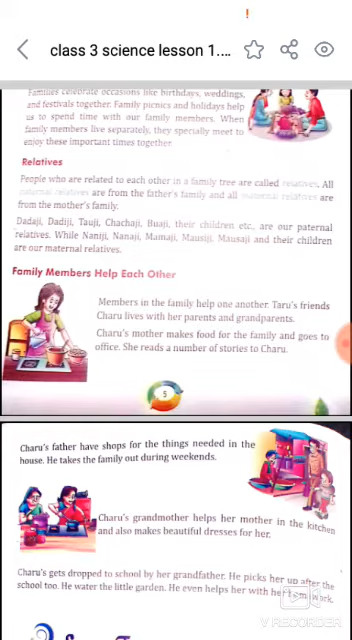 class 3 science lesson 1....
Families celebrate occasions like birthdays, weddings,
and festivals together. Family picnics and holidays help
us to spend time with our family members. When
family members live separately, they specially meet to
enjoy these important times together
Relatives
People who are related to each other in a family tree are called relatives. All
relatives are from the father's family and all maternal relatives are
from the mother's family.
Dadaji, Dadiji, Tauji, Chachaji, Buaji, their children etc., are our paternal
relatives. While Naniji, Nanaji, Mamaji, Mausiji, Mausaji and their children
are our maternal relatives.
Family Members Help Each Other
Members in the family help one another. Taru's friends
Charu lives with her parents and grandparents.
Charu's mother makes food for the family and goes to
office. She reads a number of stories to Charu.
5
Charu's father have shops for the things needed in the
house. He takes the family out during weekends.
Charu's grandmother helps her mother in the kitchen
and also makes beautiful dresses for her.
Charu's gets dropped to school by her grandfather. He picks her up after the
school too. He water the little garden. He even helps her with her homework.
V RECORDER